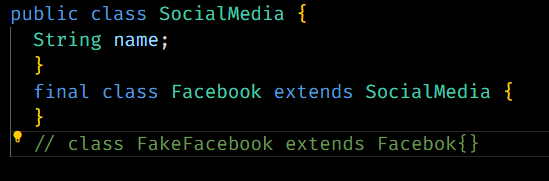 public class SocialMedia {
String name;
}
final class Facebook extends SocialMedia {
}
// class FakeFacebook extends Facebok{}